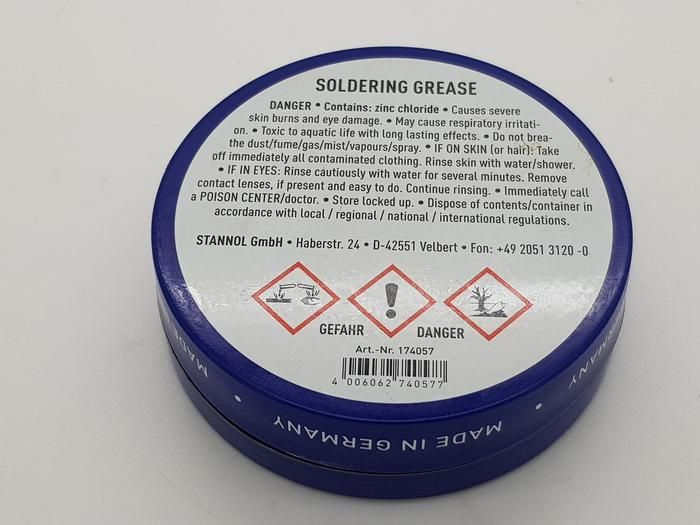 SOLDERING GREASE
DANGER • Contains: zinc chloride • Causes severe
skin burns and eye damage. • May cause respiratory irritati-
on. • Toxic to aquatic life with long lasting effects. • Do not brea-
the dust/fume/gas/mist/vapours/spray. • IF ON SKIN (or hair): Take
off immediately all contaminated clothing. Rinse skin with water/shower.
• IF IN EYES: Rinse cautiously with water for several minutes. Remove
contact lenses, if present and easy to do. Continue rinsing. • Immediately call
a POISON CENTER/doctor. • Store locked up. • Dispose of contents/container in
accordance with local / regional / national / international regulations.
STANNOL GmbH • Haberstr. 24 • D-42551 Velbert • Fon: +49 2051 3120 -0
GEFAHR DANGER
Art.-Nr. 174057
4 006062 740577
MADE
MADE IN GERMANY
GERMANY